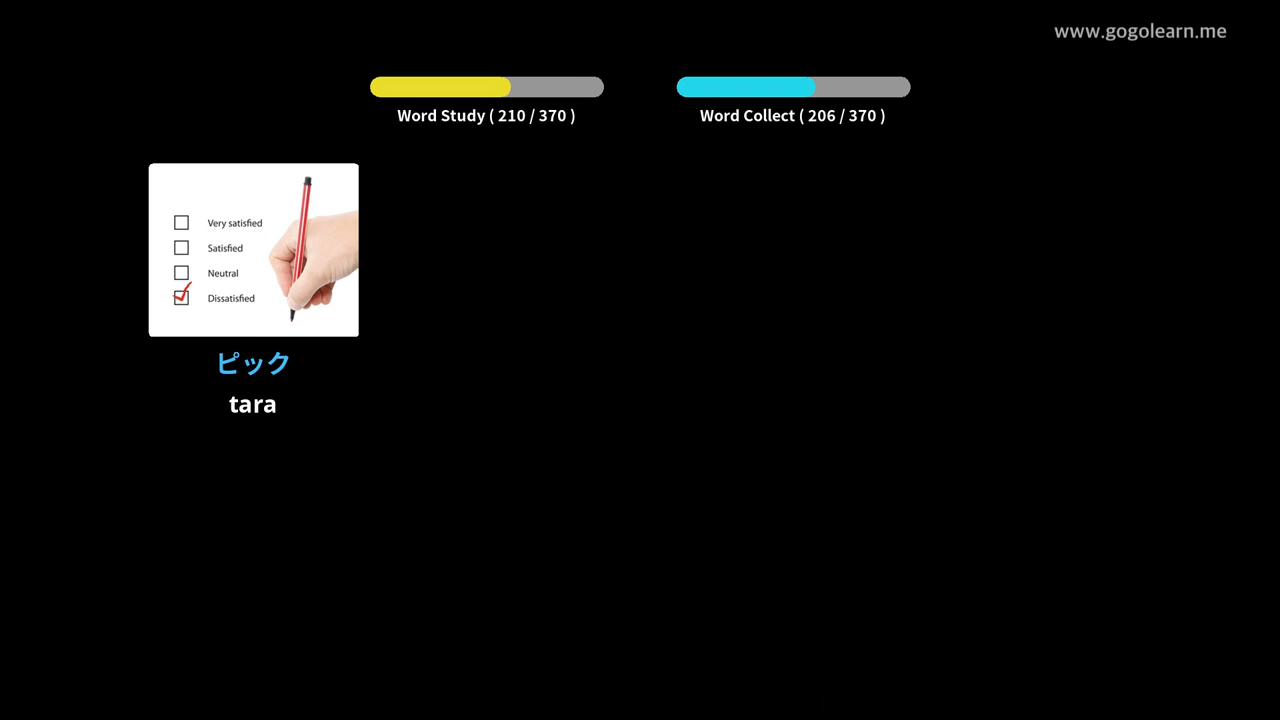 www.gogolearn.me
Word Study ( 210 / 370 )
Word Collect ( 206 / 370 )
Very satisfied
Satisfied
Neutral
Dissatisfied
ピック
tara